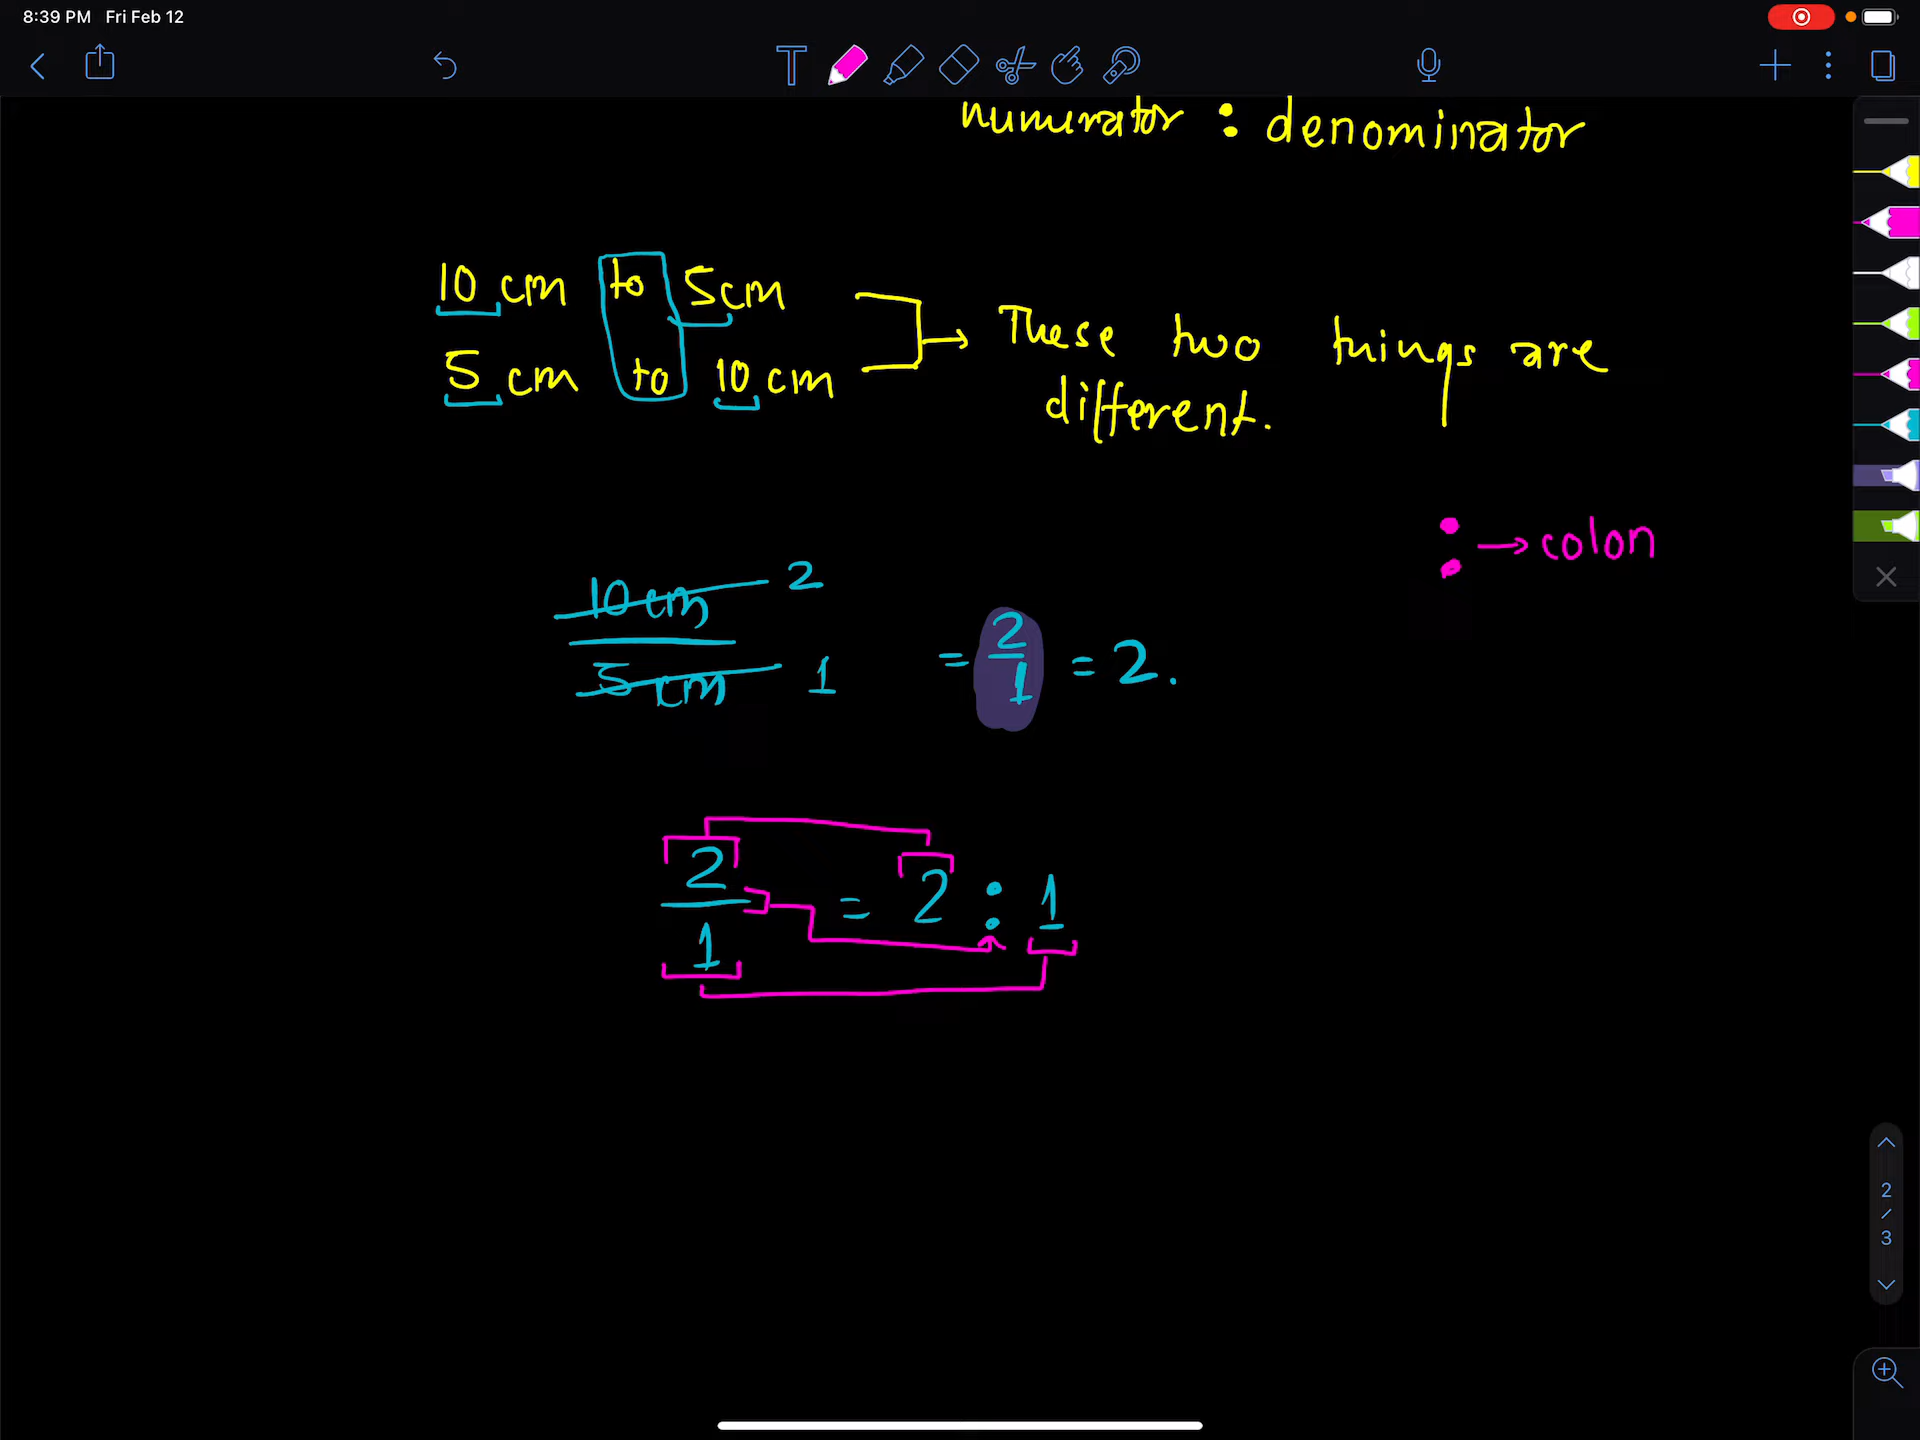 8:39 PM Fri Feb 12
numurator : denominator
10 cm to 5cm
5 cm to 10 cm
These two things are
different.
: → colon
10 cm 2
5 cm 1
= 2/1 = 2.
2/1 = 2 : 1
2
/
3